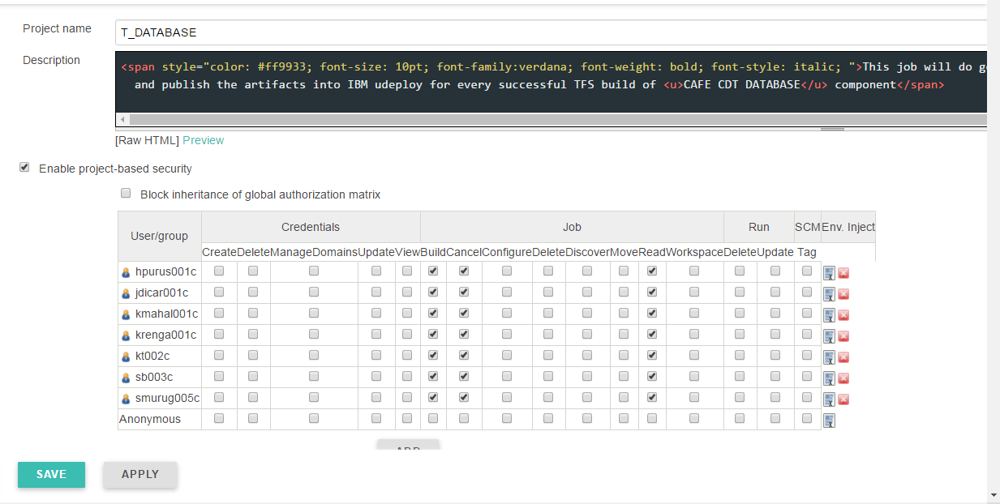 Project name
T_DATABASE
Description
<span style="color: #ff9933; font-size: 10pt; font-family:verdana; font-weight: bold; font-style: italic; ">This job will do
and publish the artifacts into IBM udeploy for every successful TFS build of <u>CAFE CDT DATABASE</u> component</span>
[Raw HTML] Preview
Enable project-based security
Block inheritance of global authorization matrix
User/group Credentials Job Run SCM Env. Inject
Create Delete ManageDomains Update View Build Cancel Configure Delete Discover Move Read Workspace Delete Update Tag
hpurus001c
jdicar001c
kmahal001c
krenga001c
kt002c
sb003c
smurug005c
Anonymous
SAVE APPLY